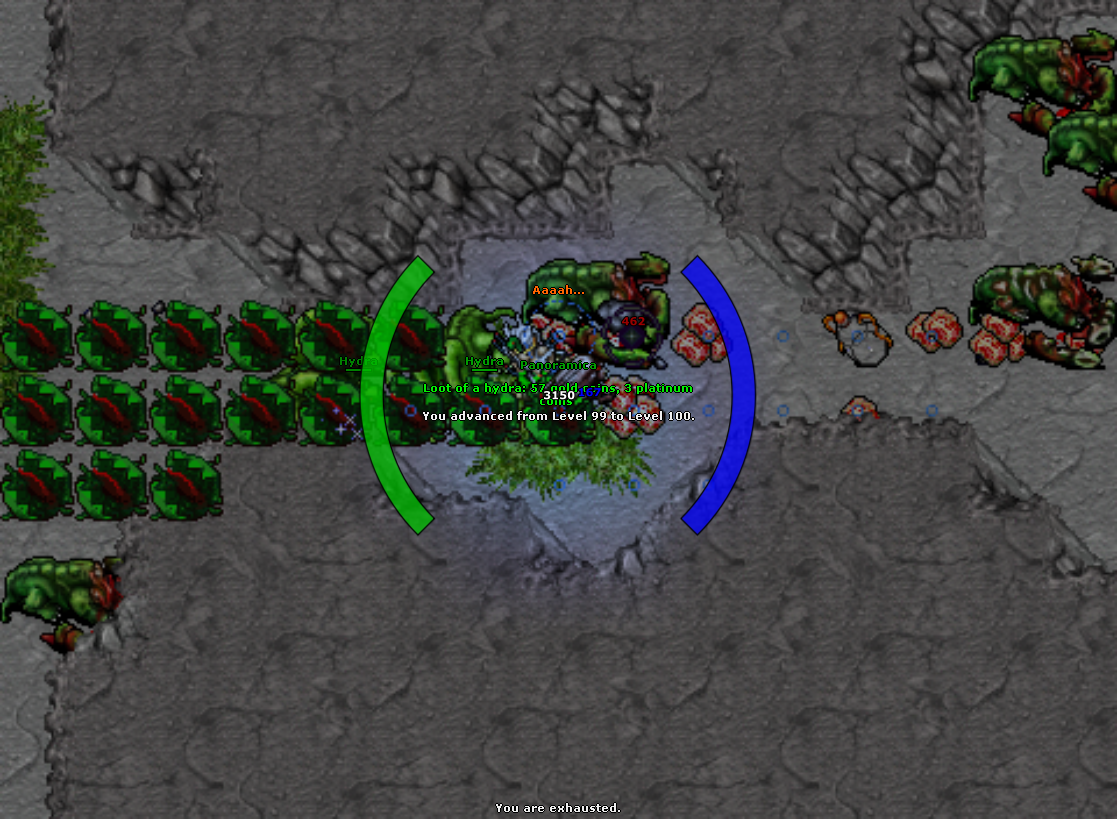 Aaaah...
462
Hydra
Hydra
Panoramica
Loot of a hydra: 57 gold coins, 3 platinum
coins
3150
You advanced from Level 99 to Level 100.
You are exhausted.